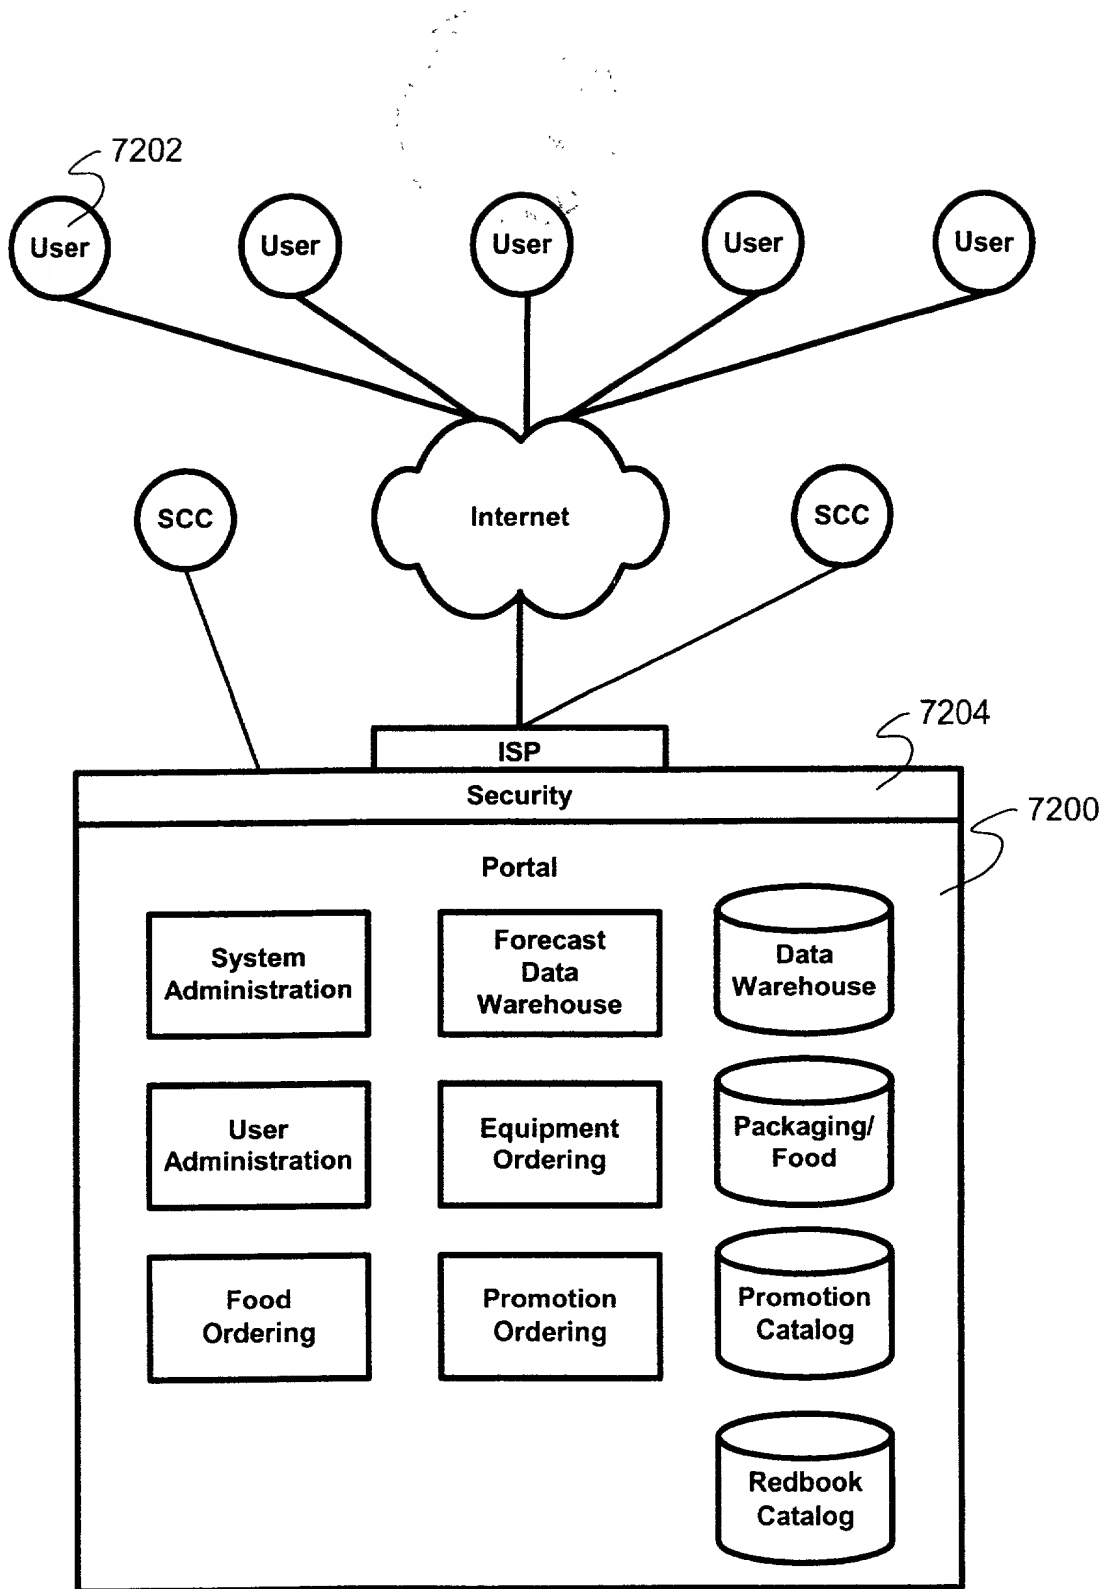 7202
User
User
User
User
User
SCC
Internet
SCC
7204
ISP
Security
7200
Portal
System
Administration
Forecast
Data
Warehouse
Data
Warehouse
User
Administration
Equipment
Ordering
Packaging/
Food
Food
Ordering
Promotion
Ordering
Promotion
Catalog
Redbook
Catalog